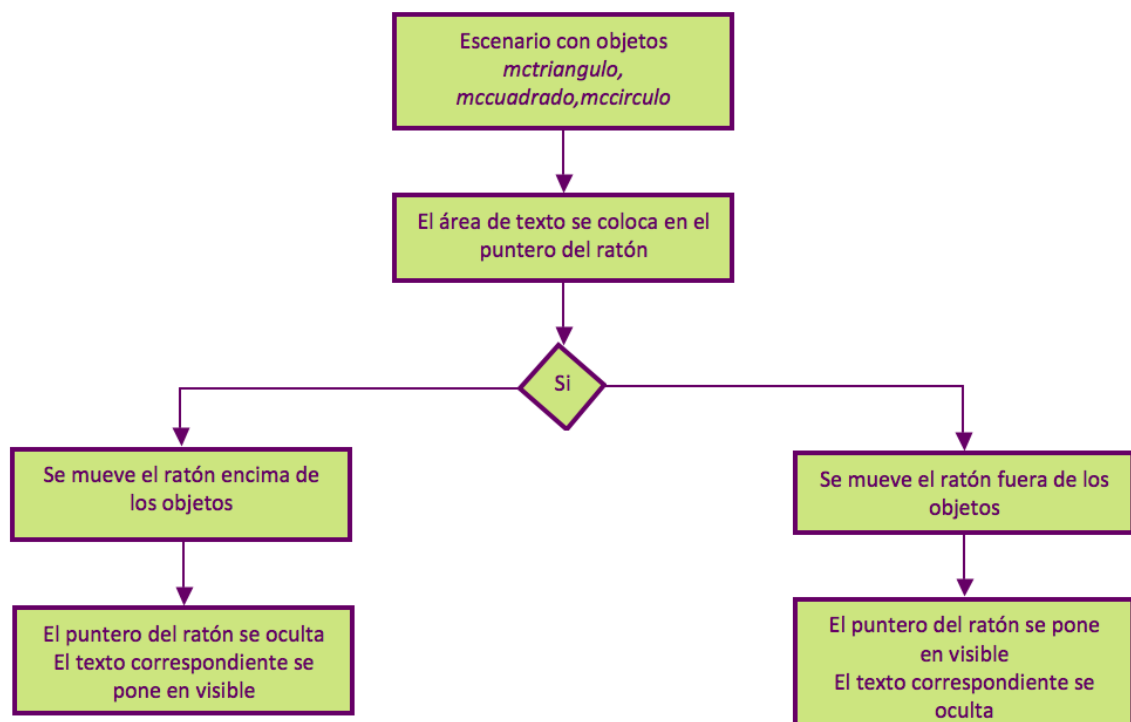 Escenario con objetos
mctriangulo,
mccuadrado,mccirculo
El área de texto se coloca en el
puntero del ratón
Si
Se mueve el ratón encima de
los objetos
Se mueve el ratón fuera de los
objetos
El puntero del ratón se oculta
El texto correspondiente se
pone en visible
El puntero del ratón se pone
en visible
El texto correspondiente se
oculta